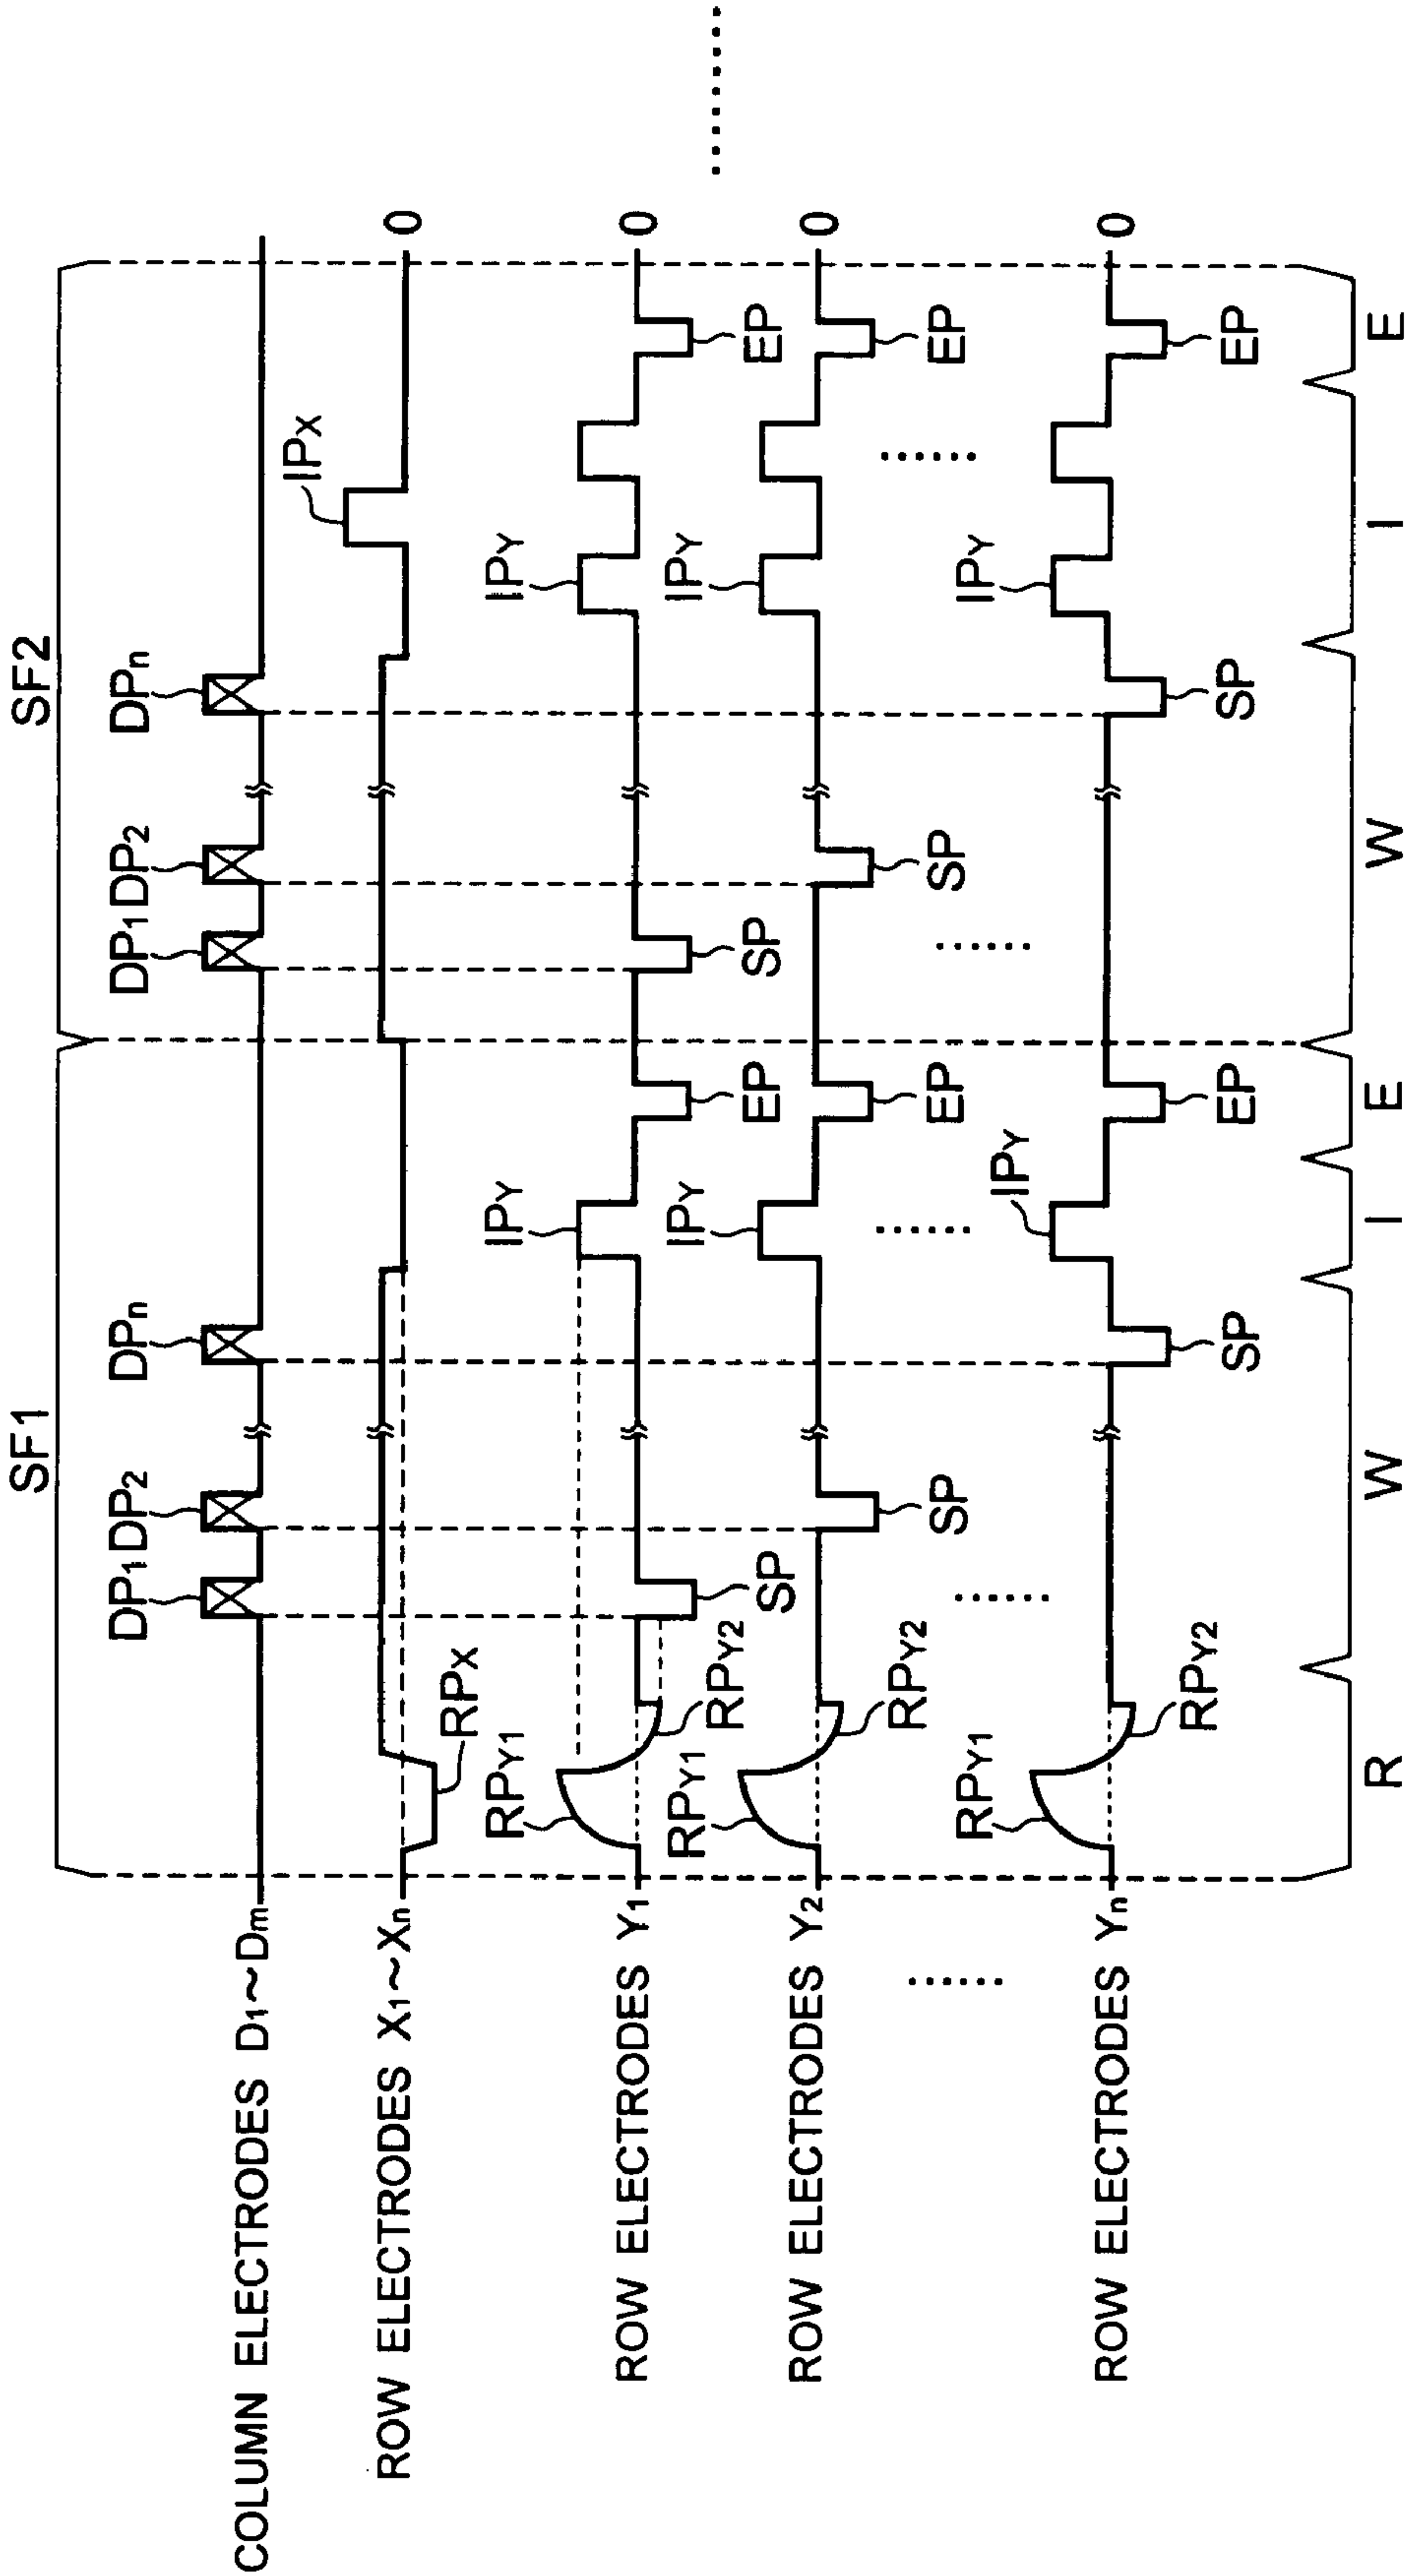 SF1 SF2
DP1 DP2 DPn DP1 DP2 DPn
COLUMN ELECTRODES D1~Dm
RPX IPX
ROW ELECTRODES X1~Xn 0
RPY1 IPY IPY
ROW ELECTRODES Y1 0
RPY2 SP EP SP EP
RPY1 IPY IPY
ROW ELECTRODES Y2 0
RPY2 SP EP SP EP
RPY1 IPY IPY
ROW ELECTRODES Yn 0
RPY2 SP EP SP EP
R W I E W I E